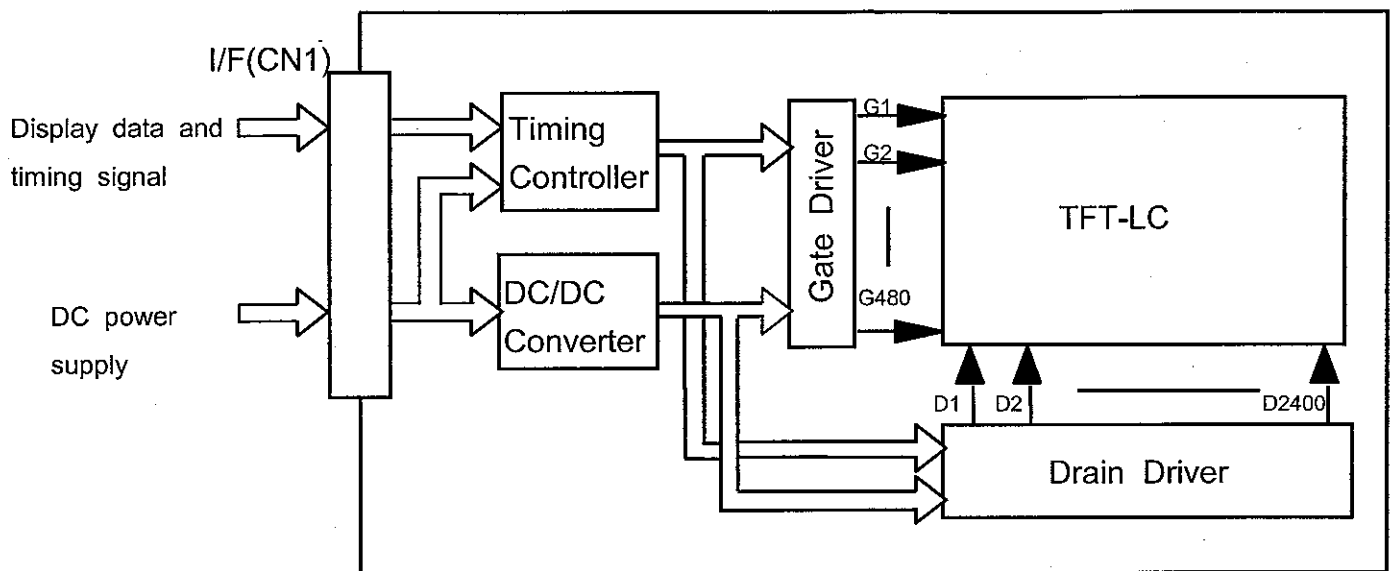 I/F(CN1)
Display data and
timing signal
DC power
supply
Timing
Controller
DC/DC
Converter
Gate Driver
G1
G2
G480
TFT-LC
D1
D2
D2400
Drain Driver